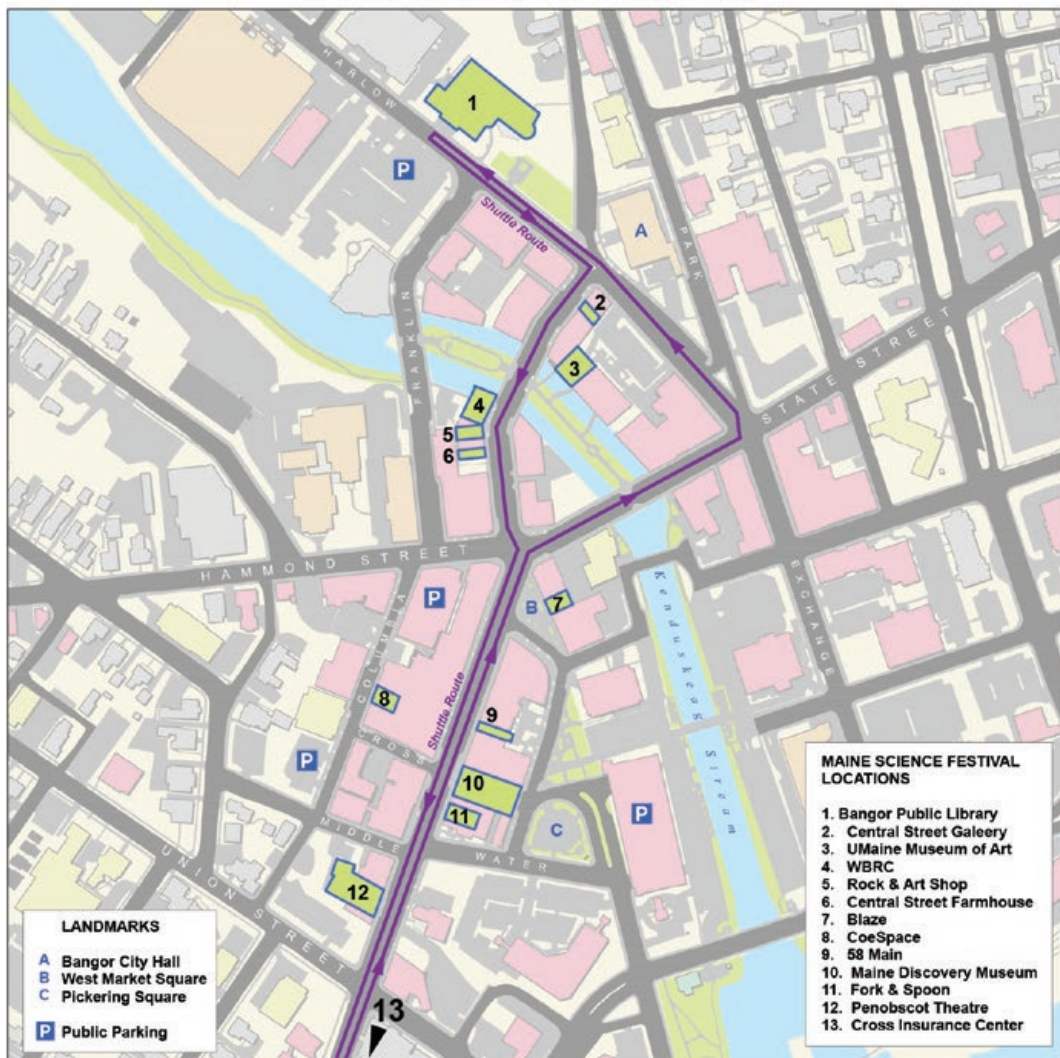 HARLOW
1
P
Shuttle Route
A
PARK
2
FRANKLIN
3
STATE STREET
4
5
6
HAMMOND STREET
P
B
7
Kenduskeag Stream
EXCHANGE
COLUMBIA
8
Shuttle Route
9
CROSS
P
10
11
P
C
MIDDLE
WATER
UNION STREET
12
13
LANDMARKS
A Bangor City Hall
B West Market Square
C Pickering Square
P Public Parking
MAINE SCIENCE FESTIVAL
LOCATIONS
1. Bangor Public Library
2. Central Street Galeery
3. UMaine Museum of Art
4. WBRC
5. Rock & Art Shop
6. Central Street Farmhouse
7. Blaze
8. CoeSpace
9. 58 Main
10. Maine Discovery Museum
11. Fork & Spoon
12. Penobscot Theatre
13. Cross Insurance Center